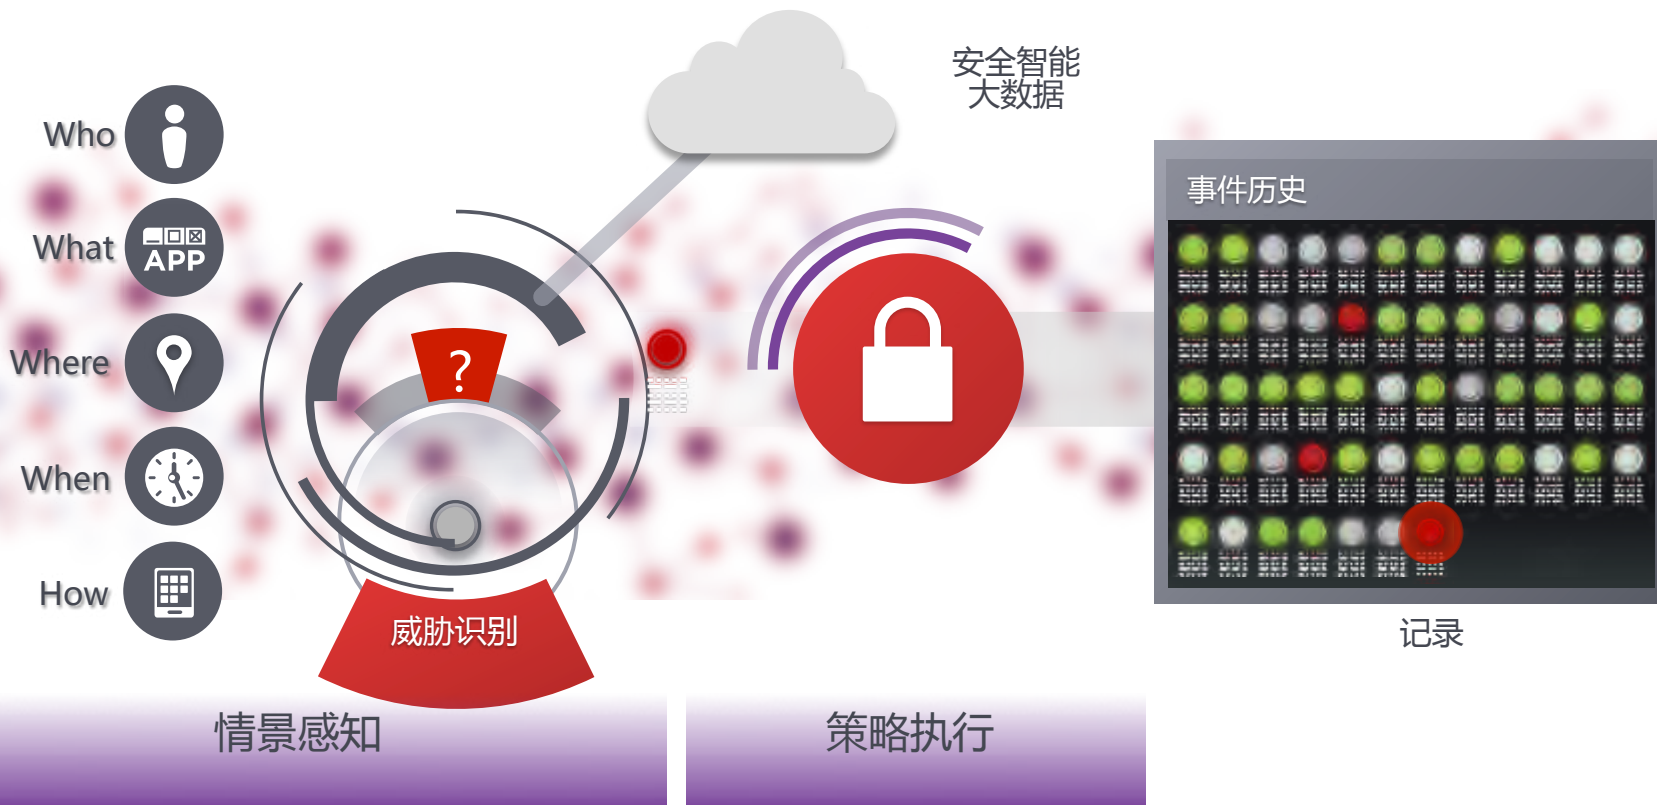 安全智能
大数据
Who
What
APP
Where
When
How
?
威胁识别
情景感知
策略执行
事件历史
记录